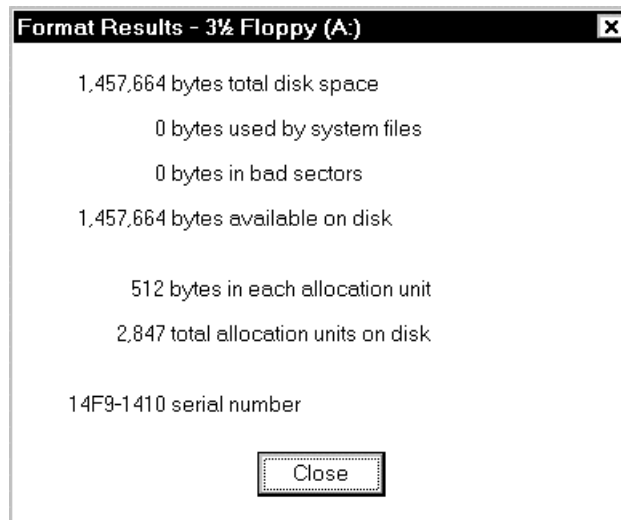 Format Results - 3½ Floppy (A:)
1,457,664 bytes total disk space
0 bytes used by system files
0 bytes in bad sectors
1,457,664 bytes available on disk
512 bytes in each allocation unit
2,847 total allocation units on disk
14F9-1410 serial number
Close